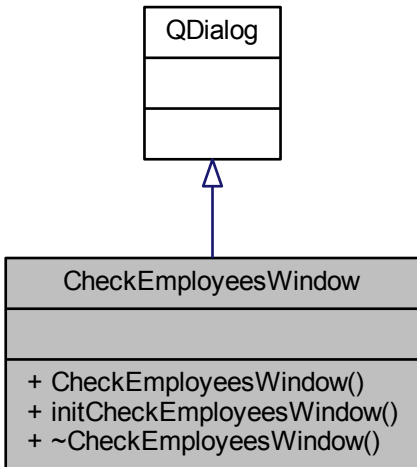 QDialog
CheckEmployeesWindow
+ CheckEmployeesWindow()
+ initCheckEmployeesWindow()
+ ~CheckEmployeesWindow()